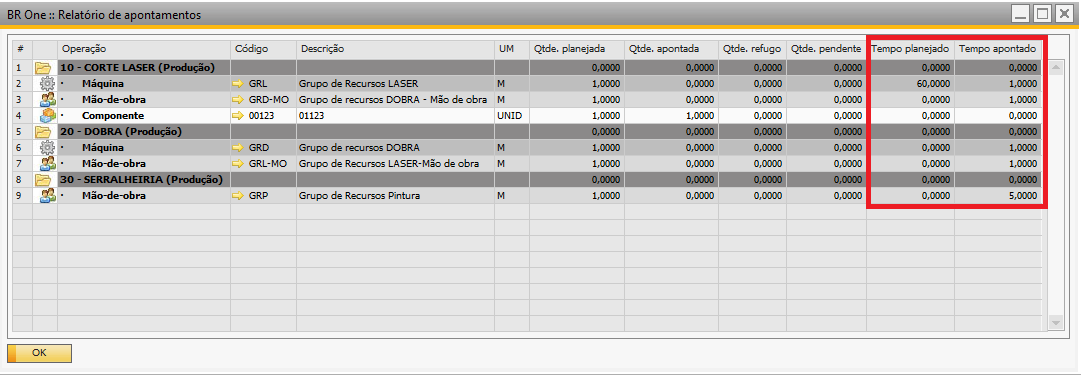 BR One :: Relatório de apontamentos
# Operação Código Descrição UM Qtde. planejada Qtde. apontada Qtde. refugo Qtde. pendente Tempo planejado Tempo apontado
1 10 - CORTE LASER (Produção) 0,0000 0,0000 0,0000 0,0000 0,0000 0,0000
2 · Máquina GRL Grupo de Recursos LASER M 1,0000 0,0000 0,0000 0,0000 60,0000 1,0000
3 · Mão-de-obra GRD-MO Grupo de recursos DOBRA - Mão de obra M 1,0000 0,0000 0,0000 0,0000 0,0000 1,0000
4 · Componente 00123 01123 UNID 1,0000 1,0000 0,0000 0,0000 0,0000 0,0000
5 20 - DOBRA (Produção) 0,0000 0,0000 0,0000 0,0000 0,0000 0,0000
6 · Máquina GRD Grupo de recursos DOBRA M 1,0000 0,0000 0,0000 0,0000 0,0000 1,0000
7 · Mão-de-obra GRL-MO Grupo de Recursos LASER-Mão de obra M 1,0000 0,0000 0,0000 0,0000 0,0000 1,0000
8 30 - SERRALHEIRIA (Produção) 0,0000 0,0000 0,0000 0,0000 0,0000 0,0000
9 · Mão-de-obra GRP Grupo de Recursos Pintura M 1,0000 0,0000 0,0000 0,0000 0,0000 5,0000
OK